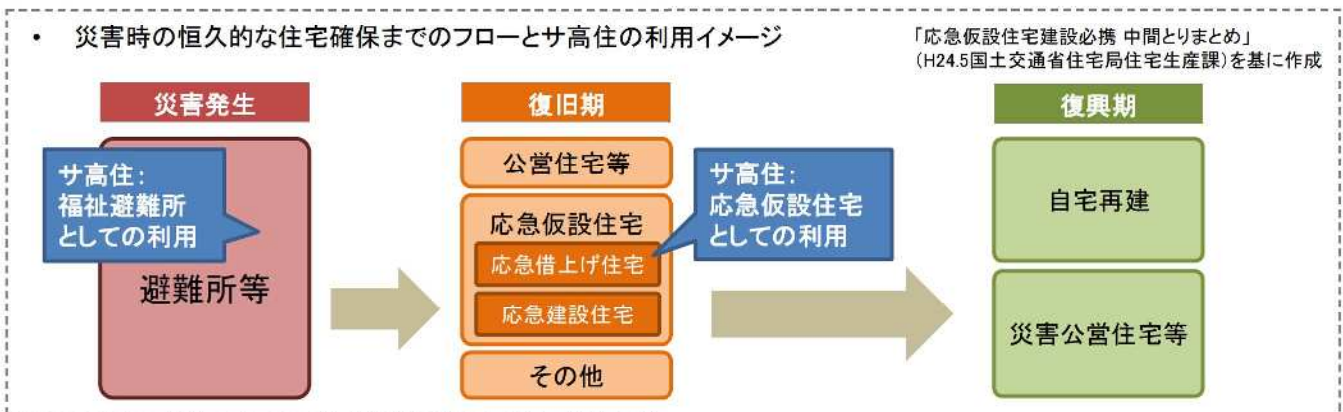 • 災害時の恒久的な住宅確保までのフローとサ高住の利用イメージ
「応急仮設住宅建設必携 中間とりまとめ」
(H24.5国土交通省住宅局住宅生産課)を基に作成
災害発生
サ高住:
福祉避難所
としての利用
避難所等
復旧期
公営住宅等
応急仮設住宅
応急借上げ住宅
応急建設住宅
その他
サ高住:
応急仮設住宅
としての利用
復興期
自宅再建
災害公営住宅等